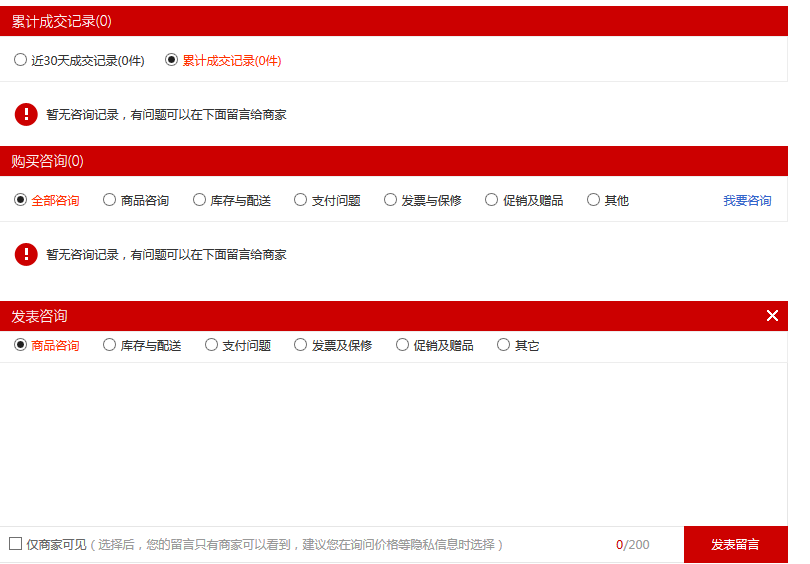 累计成交记录(0)
近30天成交记录(0件) 累计成交记录(0件)
暂无咨询记录，有问题可以在下面留言给商家
购买咨询(0)
全部咨询 商品咨询 库存与配送 支付问题 发票与保修 促销及赠品 其他 我要咨询
暂无咨询记录，有问题可以在下面留言给商家
发表咨询
商品咨询 库存与配送 支付问题 发票及保修 促销及赠品 其它
仅商家可见（选择后，您的留言只有商家可以看到，建议您在询问价格等隐私信息时选择） 0/200 发表留言